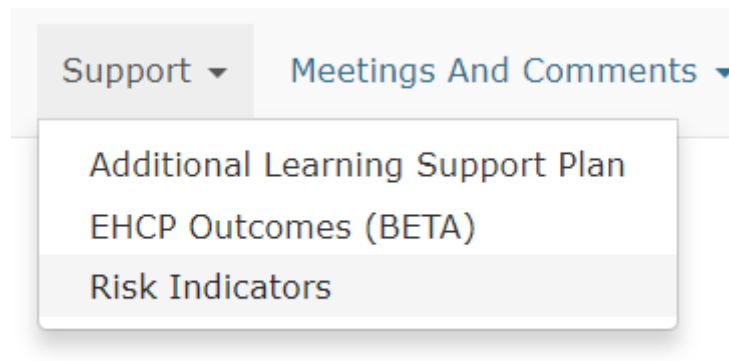 Support Meetings And Comments
Additional Learning Support Plan
EHCP Outcomes (BETA)
Risk Indicators